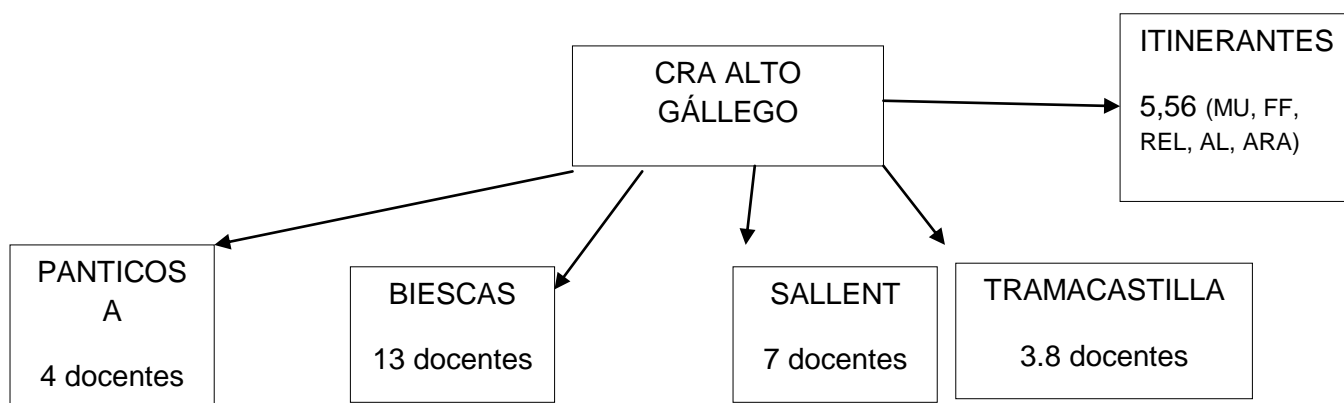 CRA ALTO
GÁLLEGO
ITINERANTES
5,56 (MU, FF,
REL, AL, ARA)
PANTICOS
A
4 docentes
BIESCAS
13 docentes
SALLENT
7 docentes
TRAMACASTILLA
3.8 docentes